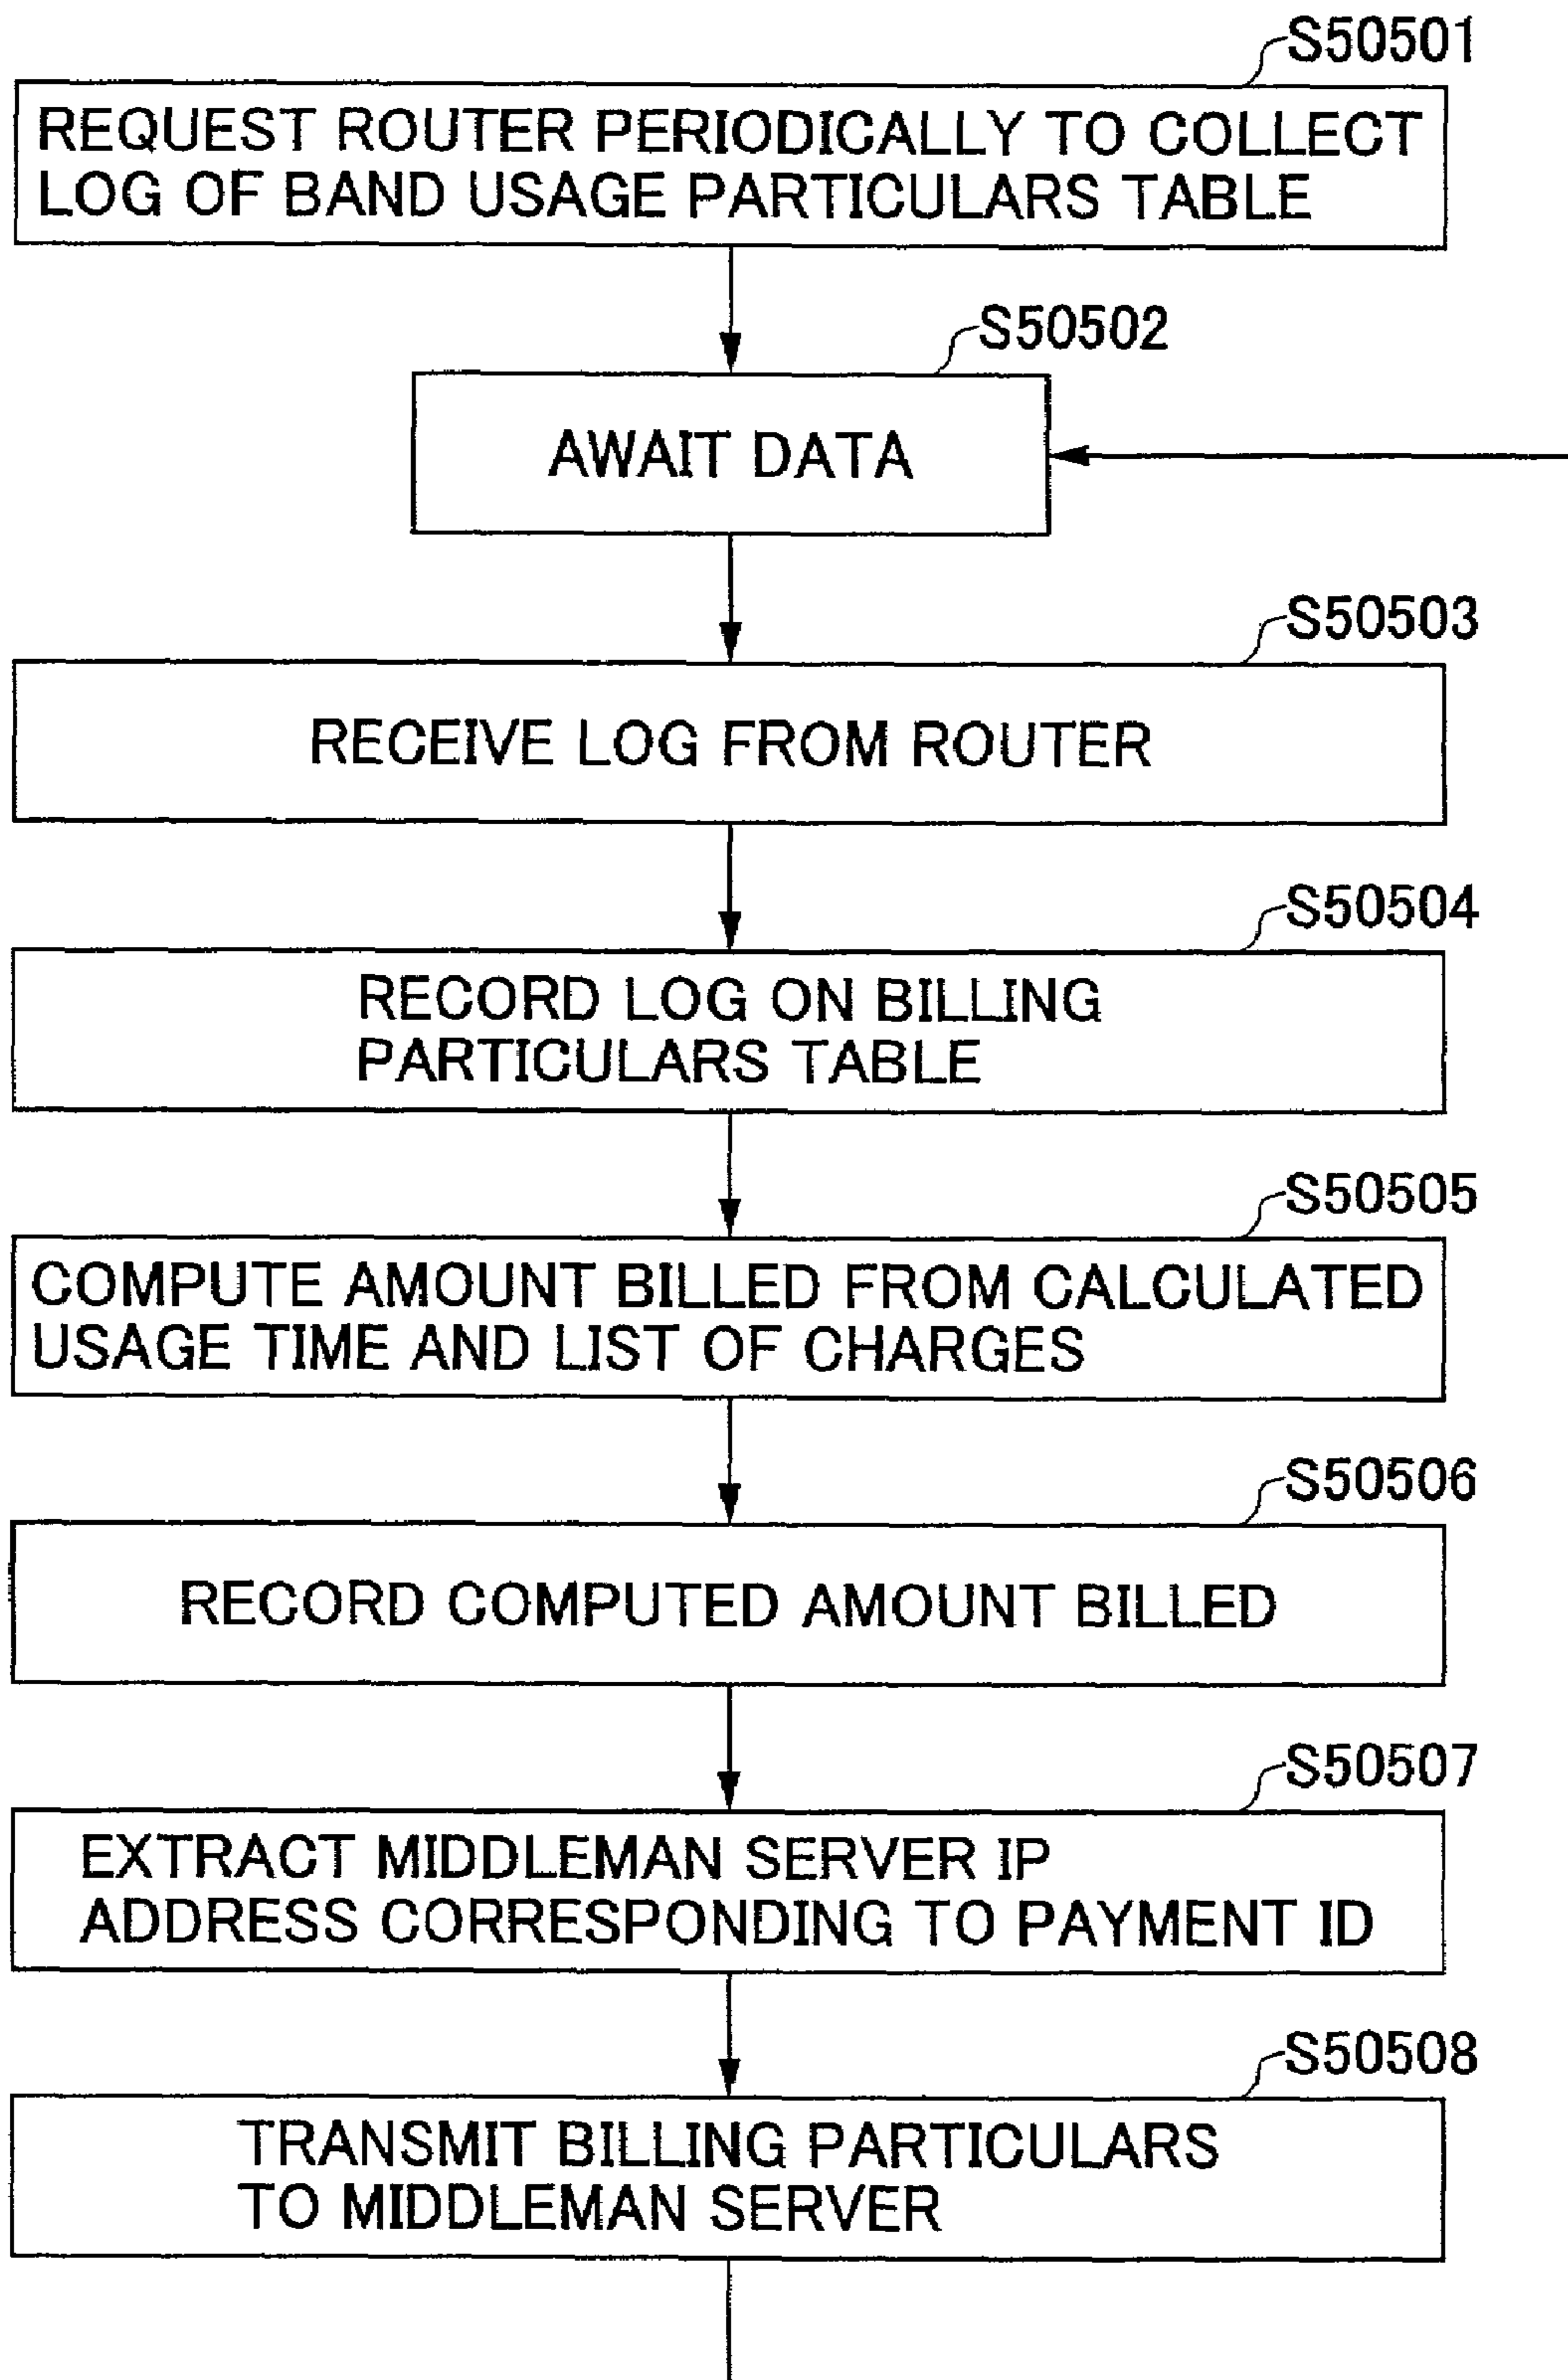 S50501
REQUEST ROUTER PERIODICALLY TO COLLECT
LOG OF BAND USAGE PARTICULARS TABLE
S50502
AWAIT DATA
S50503
RECEIVE LOG FROM ROUTER
S50504
RECORD LOG ON BILLING
PARTICULARS TABLE
S50505
COMPUTE AMOUNT BILLED FROM CALCULATED
USAGE TIME AND LIST OF CHARGES
S50506
RECORD COMPUTED AMOUNT BILLED
S50507
EXTRACT MIDDLEMAN SERVER IP
ADDRESS CORRESPONDING TO PAYMENT ID
S50508
TRANSMIT BILLING PARTICULARS
TO MIDDLEMAN SERVER